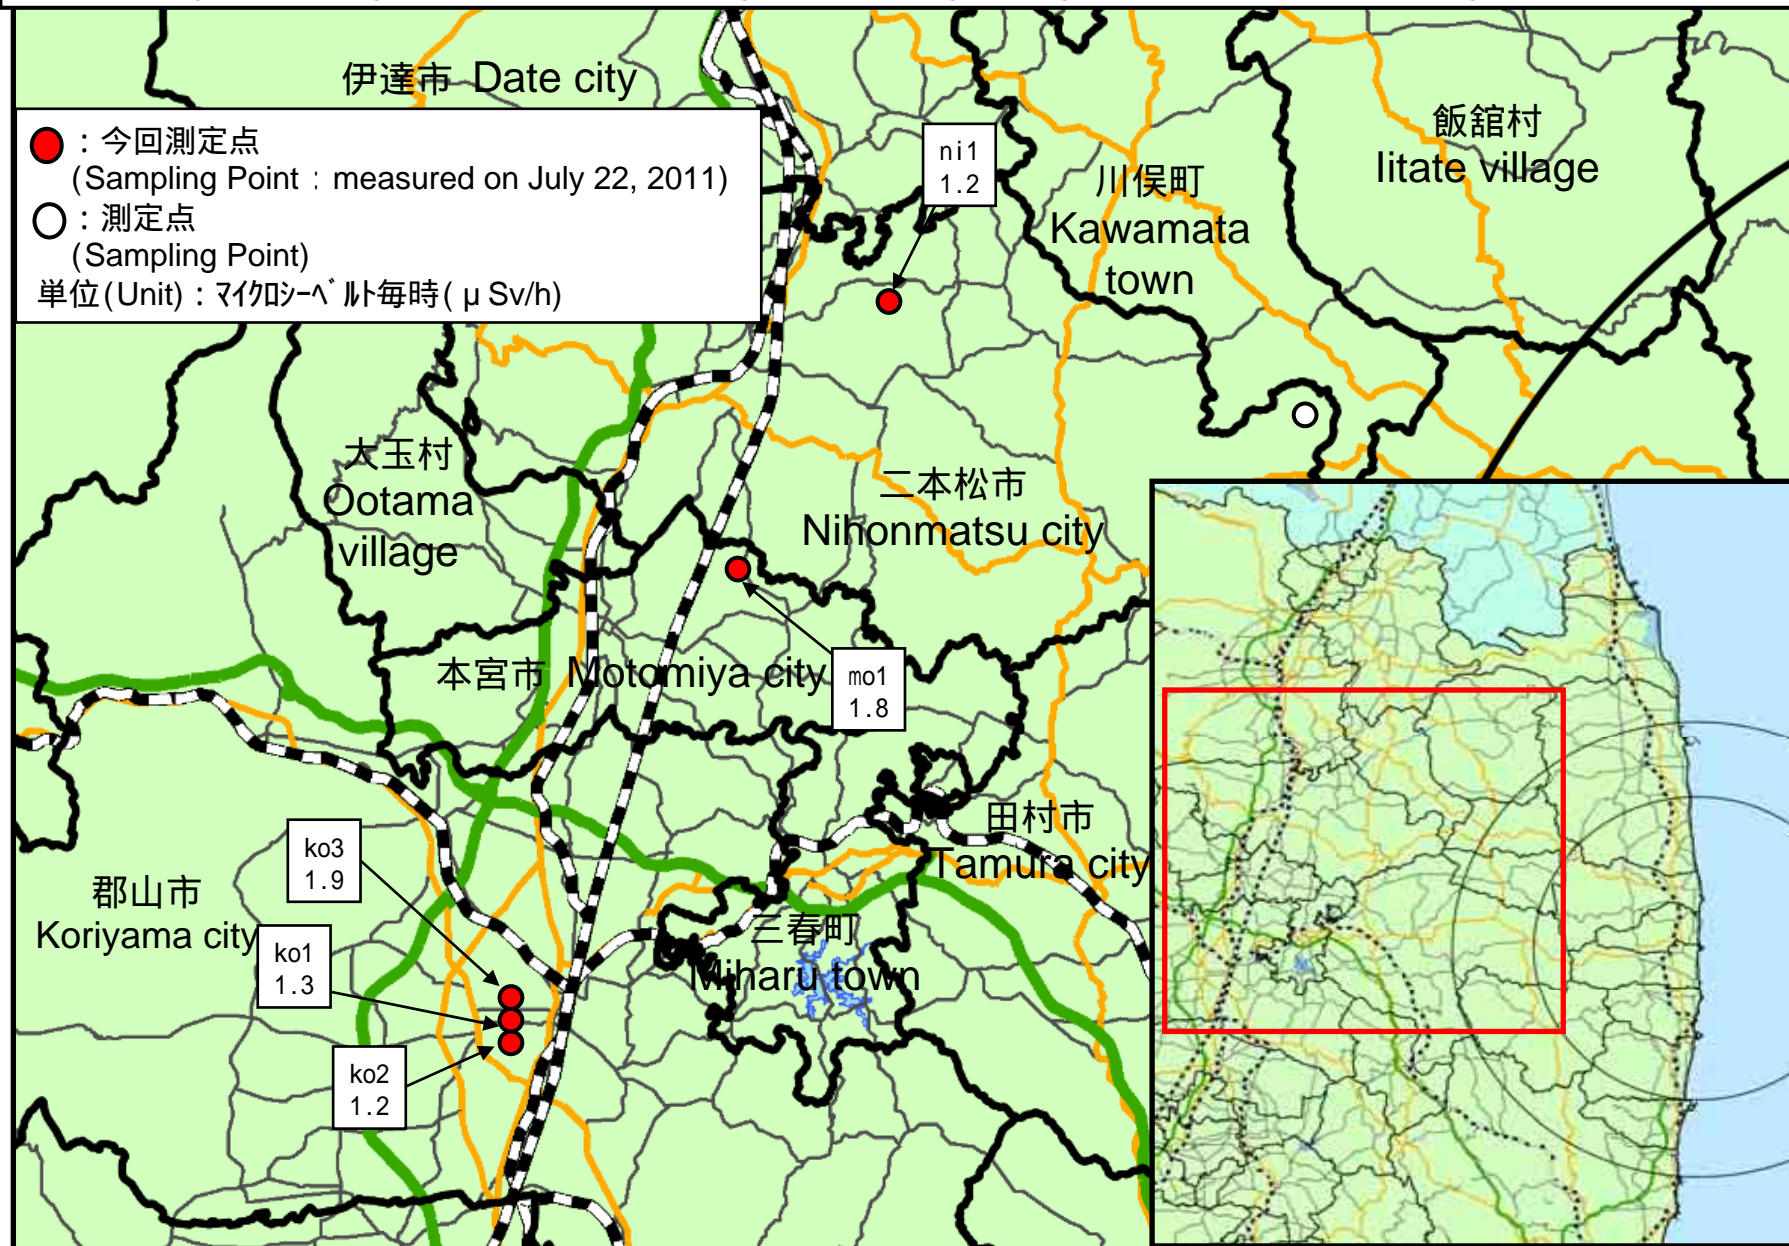 伊達市 Date city
：今回測定点
(Sampling Point：measured on July 22, 2011)
：測定点
(Sampling Point)
単位(Unit)：ﾏｲｸﾛｼｰﾍﾞﾙﾄ毎時(μSv/h)
ni1
1.2
飯舘村
Iitate village
川俣町
Kawamata
town
大玉村
Ootama
village
二本松市
Nihonmatsu city
本宮市 Motomiya city
mo1
1.8
田村市
Tamura city
ko3
1.9
郡山市
Koriyama city
ko1
1.3
三春町
Miharu town
ko2
1.2